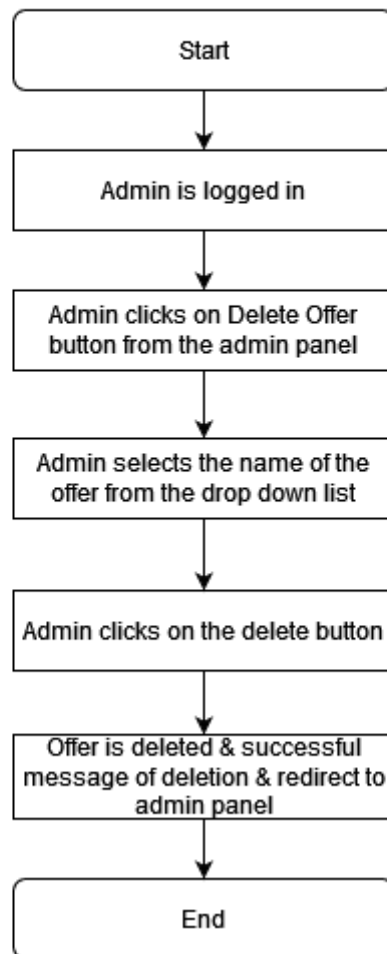 Start
Admin is logged in
Admin clicks on Delete Offer
button from the admin panel
Admin selects the name of the
offer from the drop down list
Admin clicks on the delete button
Offer is deleted & successful
message of deletion & redirect to
admin panel
End